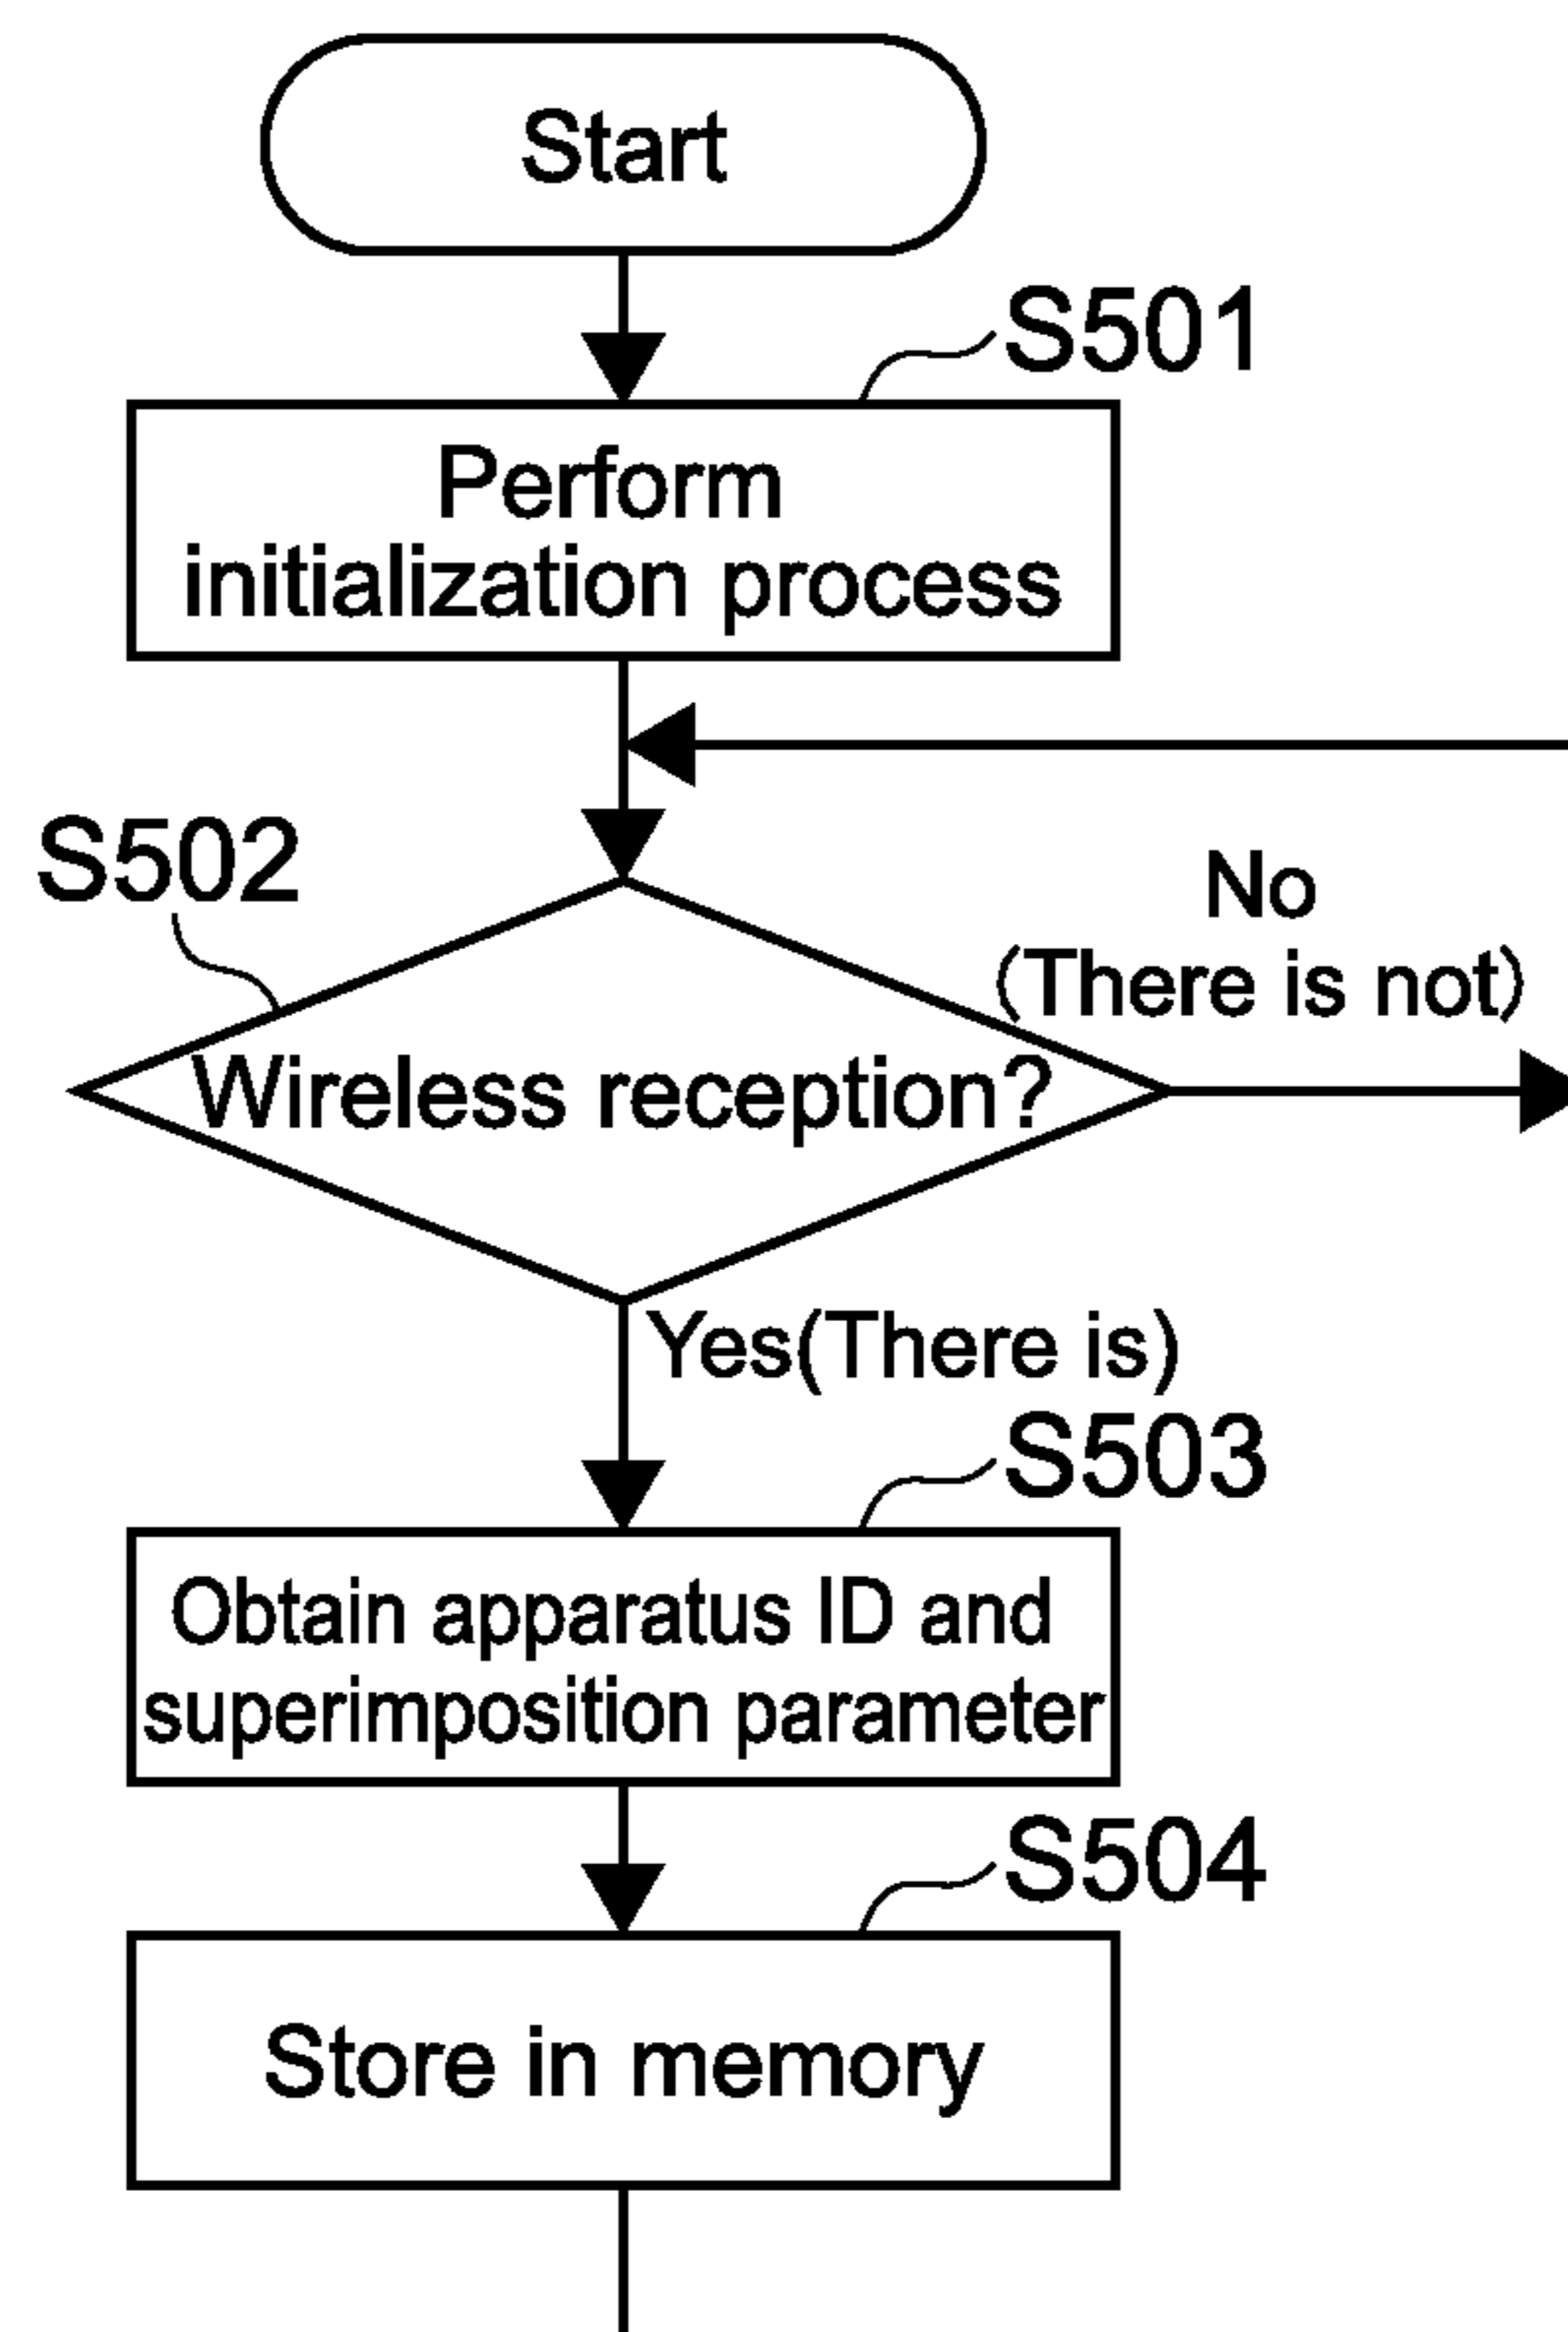 Start
S501
Perform
initialization process
S502
No
(There is not)
Wireless reception?
Yes(There is)
S503
Obtain apparatus ID and
superimposition parameter
S504
Store in memory